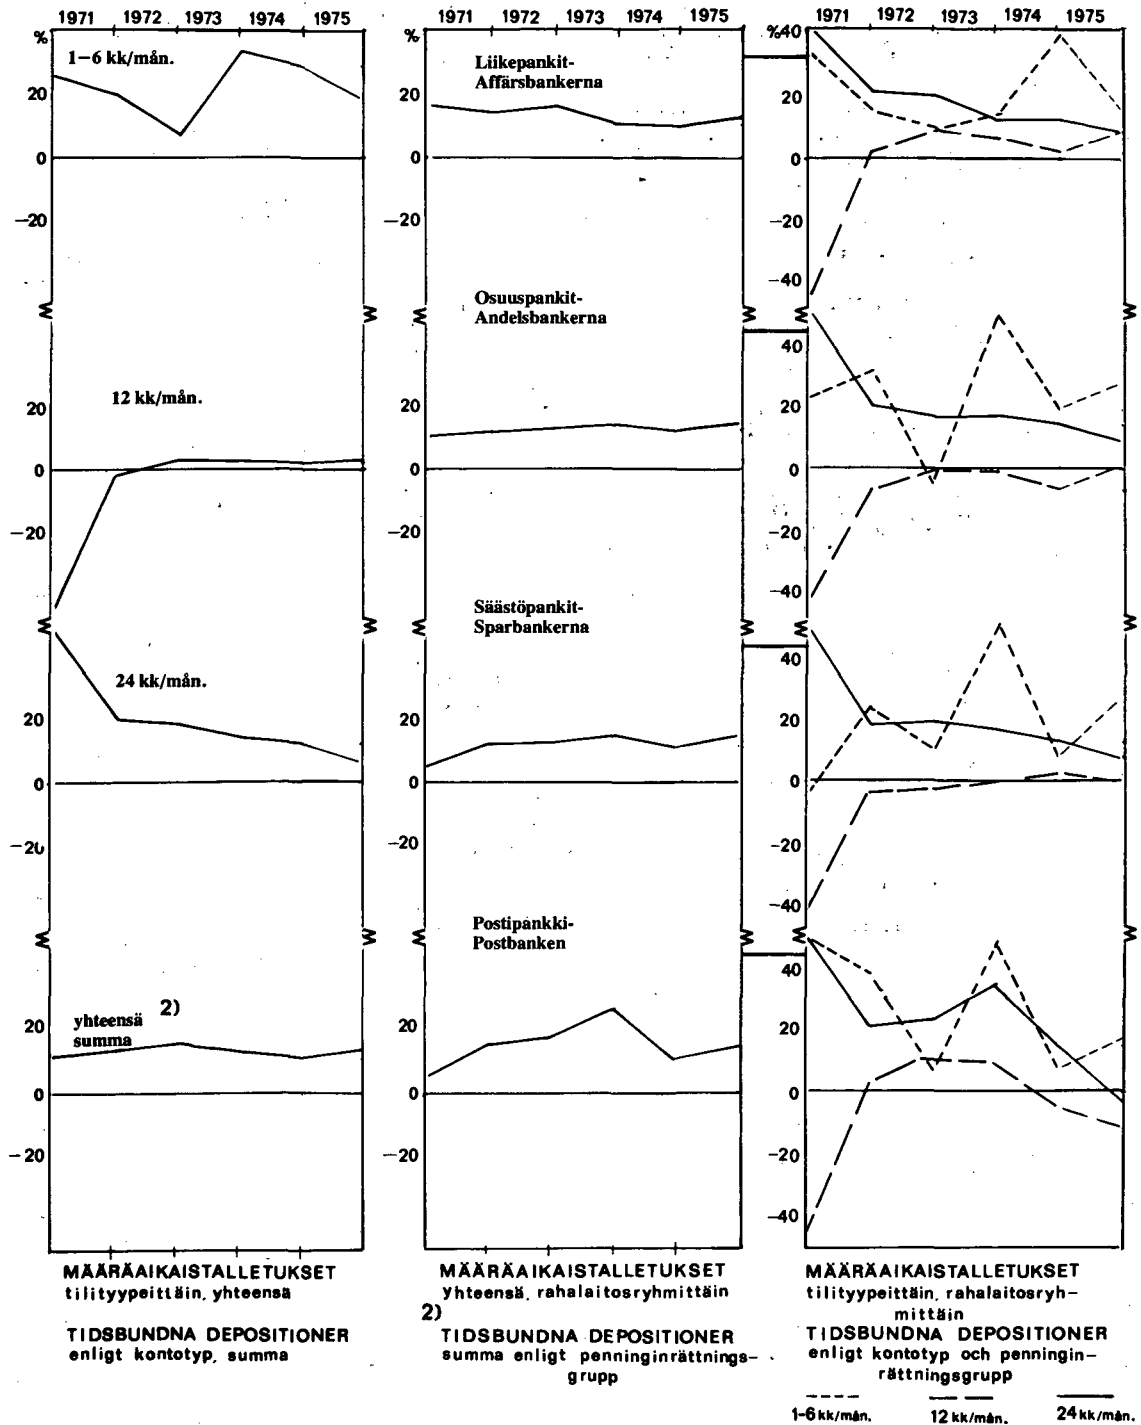 1971 1972 1973 1974 1975
%
1–6 kk/mån.
20
0
–20
12 kk/mån.
20
0
–20
24 kk/mån.
20
0
–20
yhteensä 2)
summa
20
0
–20
MÄÄRÄAIKAISTALLETUKSET
tilityypeittäin, yhteensä
TIDSBUNDNA DEPOSITIONER
enligt kontotyp, summa
1971 1972 1973 1974 1975
%
Liikepankit-
Affärsbankerna
20
0
–20
Osuuspankit-
Andelsbankerna
20
0
–20
Säästöpankit-
Sparbankerna
20
0
–20
Postipankki-
Postbanken
20
0
–20
MÄÄRÄAIKAISTALLETUKSET
yhteensä, rahalaitosryhmittäin
2)
TIDSBUNDNA DEPOSITIONER
summa enligt penninginrättnings-
grupp
1971 1972 1973 1974 1975
%40
20
0
–20
–40
40
20
0
–20
–40
40
20
0
–20
–40
40
20
0
–20
–40
MÄÄRÄAIKAISTALLETUKSET
tilityypeittäin, rahalaitosryh–
mittäin
TIDSBUNDNA DEPOSITIONER
enligt kontotyp och penningin–
rättningsgrupp
1-6 kk/mån. 12 kk/mån. 24 kk/mån.